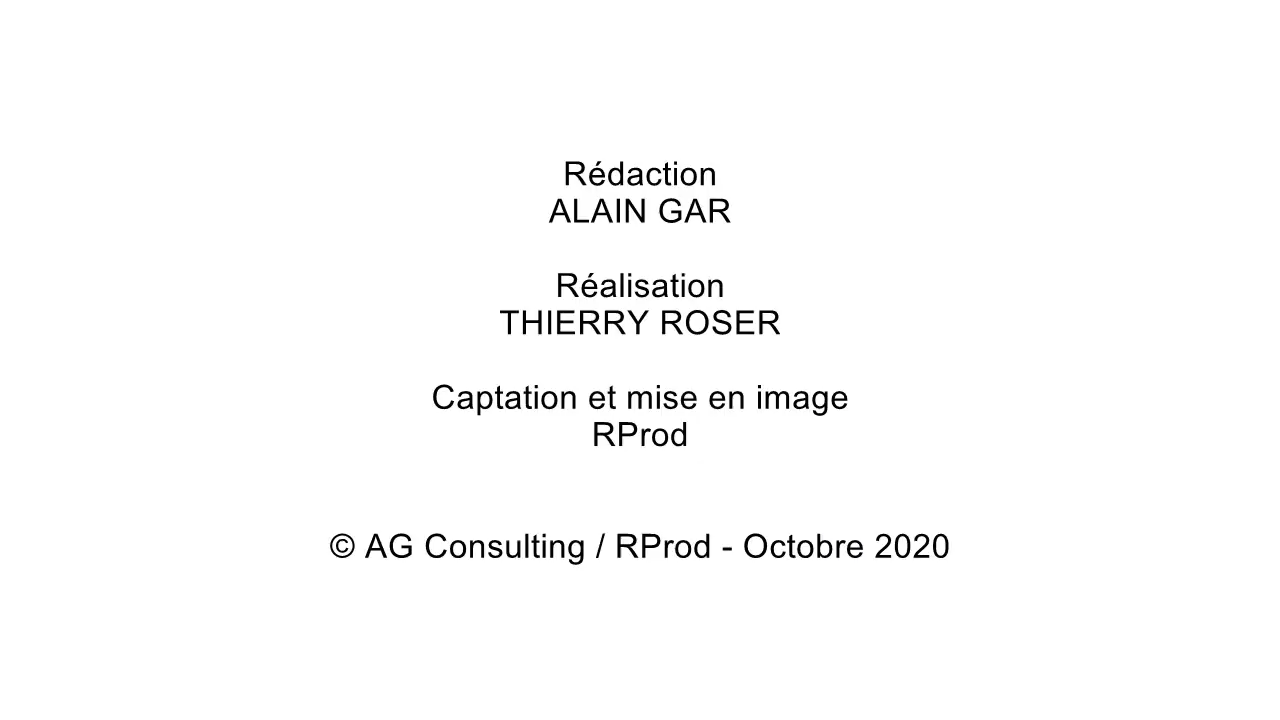 Rédaction
ALAIN GAR
Réalisation
THIERRY ROSER
Captation et mise en image
RProd
© AG Consulting / RProd - Octobre 2020